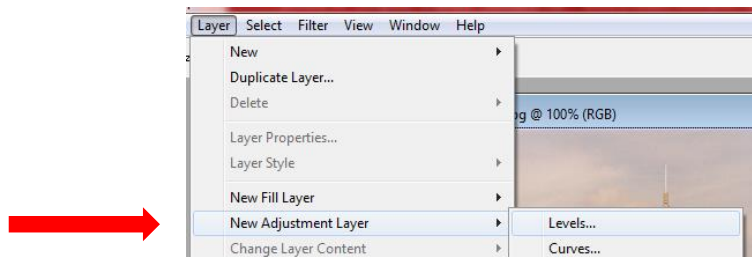 Layer Select Filter View Window Help
New
Duplicate Layer...
Delete
og @ 100% (RGB)
Layer Properties...
Layer Style
New Fill Layer
New Adjustment Layer
Levels...
Change Layer Content
Curves...